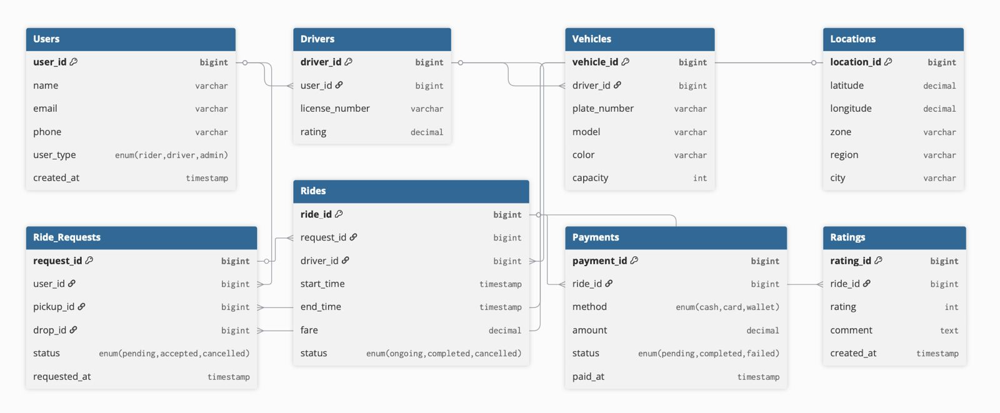 Users
user_id bigint
name varchar
email varchar
phone varchar
user_type enum(rider,driver,admin)
created_at timestamp
Drivers
driver_id bigint
user_id bigint
license_number varchar
rating decimal
Vehicles
vehicle_id bigint
driver_id bigint
plate_number varchar
model varchar
color varchar
capacity int
Locations
location_id bigint
latitude decimal
longitude decimal
zone varchar
region varchar
city varchar
Ride_Requests
request_id bigint
user_id bigint
pickup_id bigint
drop_id bigint
status enum(pending,accepted,cancelled)
requested_at timestamp
Rides
ride_id bigint
request_id bigint
driver_id bigint
start_time timestamp
end_time timestamp
fare decimal
status enum(ongoing,completed,cancelled)
Payments
payment_id bigint
ride_id bigint
method enum(cash,card,wallet)
amount decimal
status enum(pending,completed,failed)
paid_at timestamp
Ratings
rating_id bigint
ride_id bigint
rating int
comment text
created_at timestamp